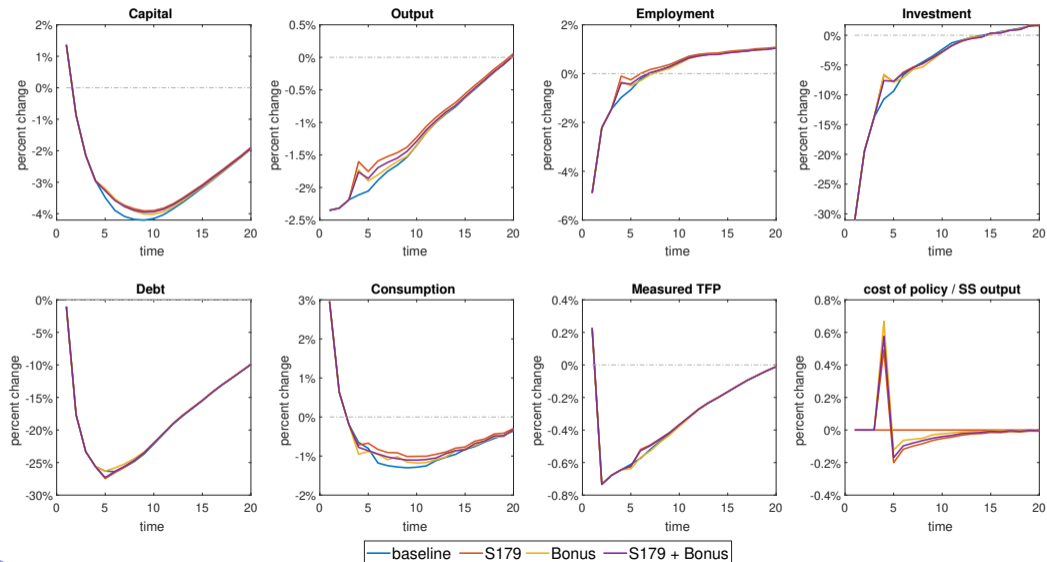 Capital
2%
1%
0%
-1%
-2%
-3%
-4%
percent change
0 5 10 15 20
time
Output
0.5%
0%
-0.5%
-1%
-1.5%
-2%
-2.5%
percent change
0 5 10 15 20
time
Employment
2%
0%
-2%
-4%
-6%
percent change
0 5 10 15 20
time
Investment
0%
-5%
-10%
-15%
-20%
-25%
-30%
percent change
0 5 10 15 20
time
Debt
0%
-5%
-10%
-15%
-20%
-25%
-30%
percent change
0 5 10 15 20
time
Consumption
3%
2%
1%
0%
-1%
-2%
percent change
0 5 10 15 20
time
Measured TFP
0.4%
0.2%
0%
-0.2%
-0.4%
-0.6%
-0.8%
percent change
0 5 10 15 20
time
cost of policy / SS output
0.8%
0.6%
0.4%
0.2%
0%
-0.2%
-0.4%
percent change
0 5 10 15 20
time
baseline S179 Bonus S179 + Bonus